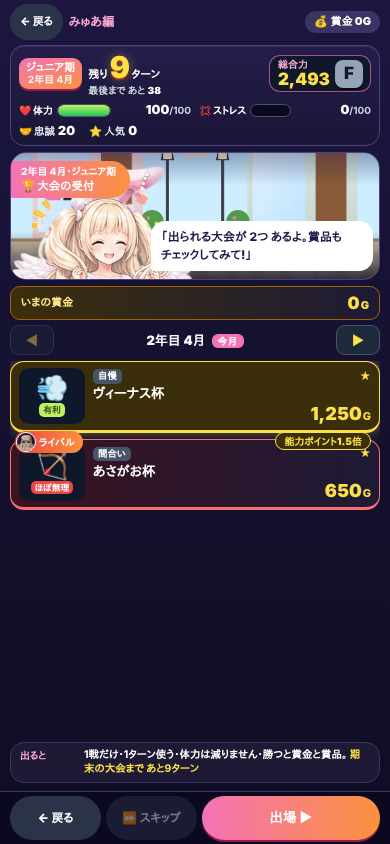 ← 戻る みゅあ編 💰 賞金 0G
ジュニア期
2年目 4月
残り 9 ターン
最後まで あと 38
総合力
2,493 F
❤️ 体力 100/100 💢 ストレス 0/100
🤝 忠誠 20 ⭐ 人気 0
2年目 4月・ジュニア期
🏆 大会の受付
「出られる大会が 2つ あるよ。賞品も
チェックしてみて!」
いまの賞金 0G
◀ 2年目 4月 今月 ▶
自慢 ★
ヴィーナス杯
有利
1,250G
ライバル 能力ポイント1.5倍
間合い ★
あさがお杯
ほぼ無理
650G
出ると 1戦だけ・1ターン使う・体力は減りません・勝つと賞金と賞品。期
末の大会まで あと9ターン
← 戻る ⏩ スキップ 出場 ▶